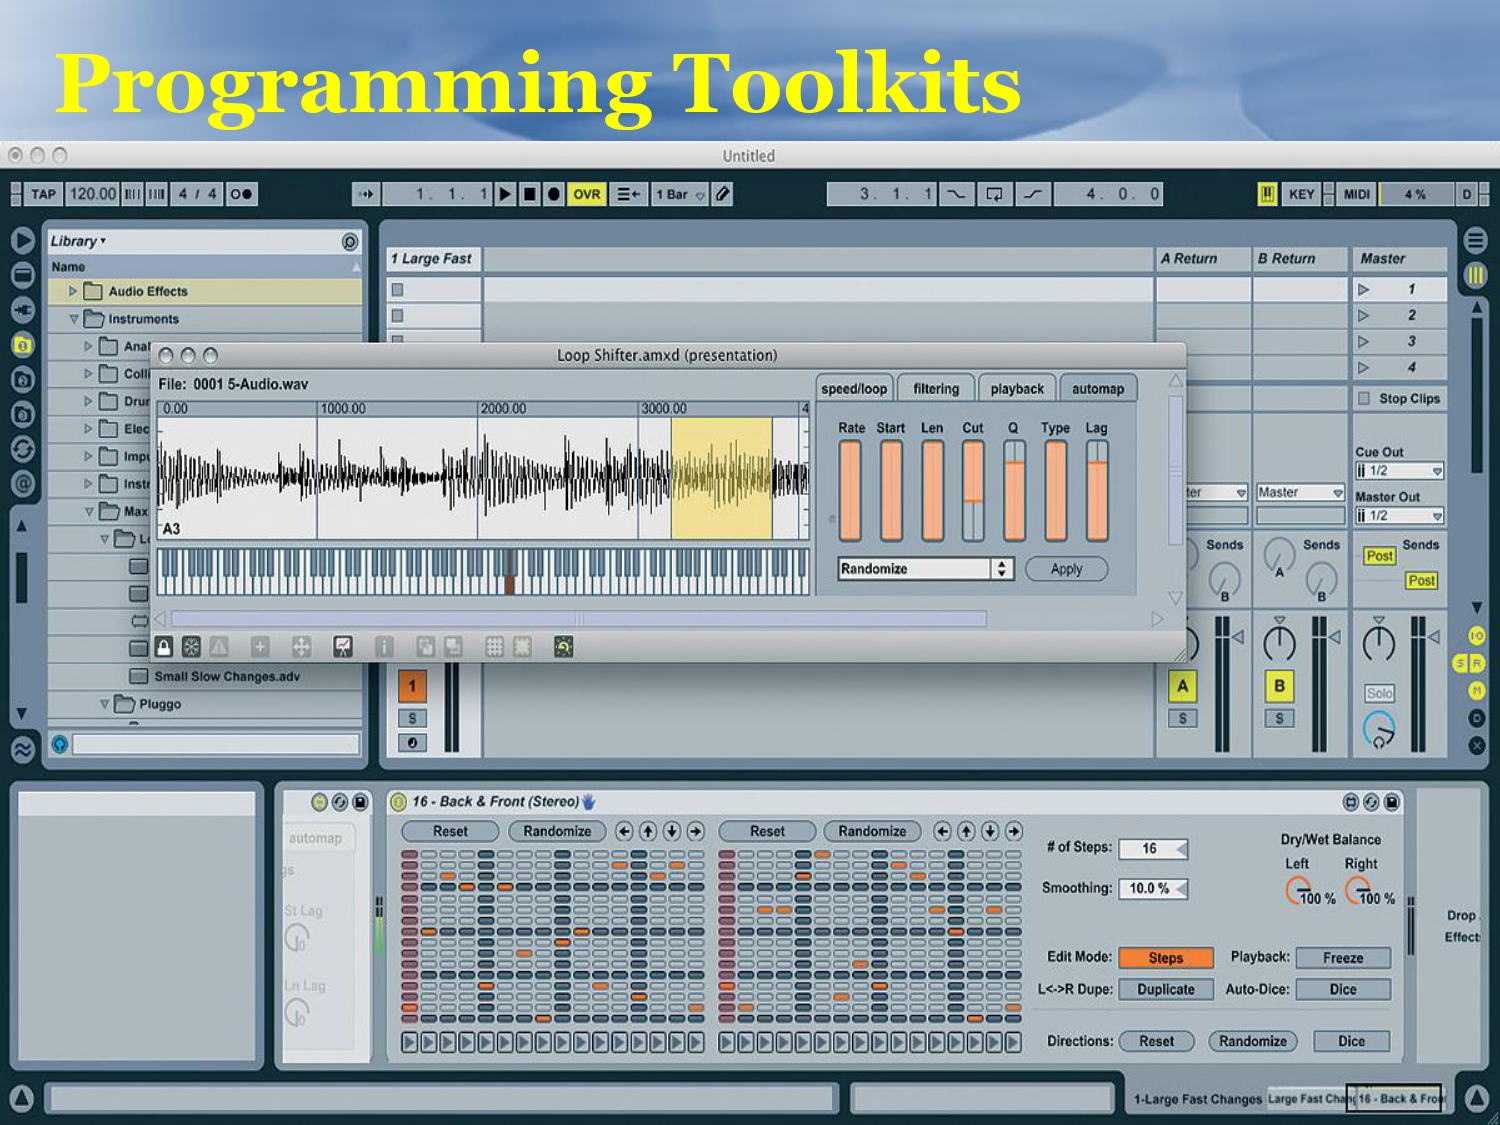 Programming Toolkits
Untitled
TAP 120.00 4 / 4 1. 1. 1 OVR 1 Bar 3. 1. 1 4. 0. 0 KEY MIDI 4 % D
Library
Name
Audio Effects
Instruments
Anal
Colli
Drur
Elec
Impu
Instr
Max
Small Slow Changes.adv
Pluggo
1 Large Fast
A Return B Return Master
1
2
3
4
Stop Clips
Cue Out
1/2
Master Master Out
1/2
Sends Sends Sends
A Post
B B Post
1 A B Solo
S S S
Loop Shifter.amxd (presentation)
File: 0001 5-Audio.wav
0.00 1000.00 2000.00 3000.00 4
A3
speed/loop filtering playback automap
Rate Start Len Cut Q Type Lag
Randomize Apply
automap
St Lag
Ln Lag
16 - Back & Front (Stereo)
Reset Randomize Reset Randomize
# of Steps: 16
Smoothing: 10.0 %
Dry/Wet Balance
Left Right
100 % 100 %
Edit Mode: Steps Playback: Freeze
L<->R Dupe: Duplicate Auto-Dice: Dice
Directions: Reset Randomize Dice
Drop
Effect
1-Large Fast Changes Large Fast Chang 16 - Back & Fron